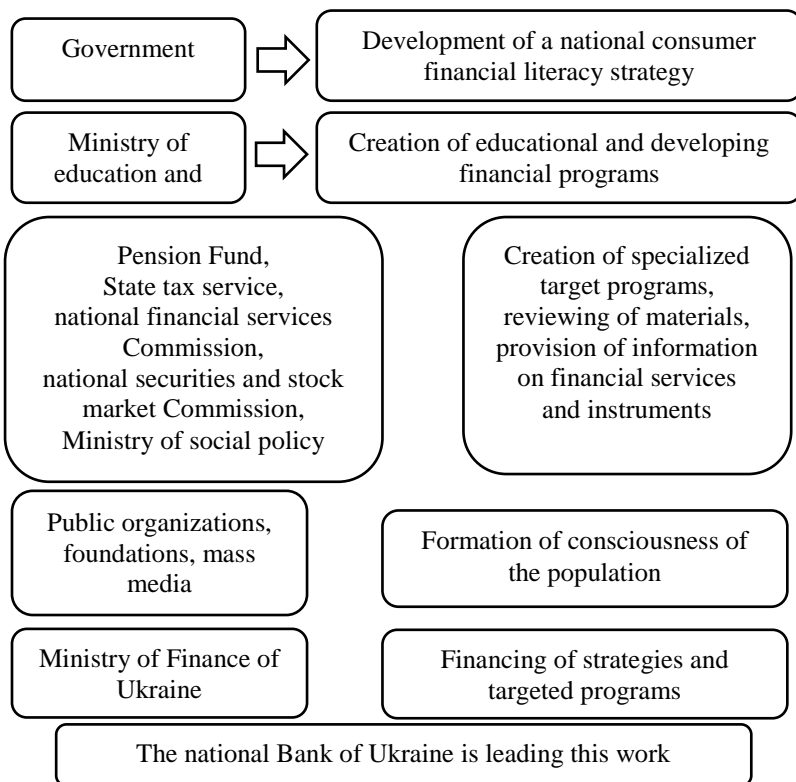 Government
Development of a national consumer
financial literacy strategy
Ministry of
education and
Creation of educational and developing
financial programs
Pension Fund,
State tax service,
national financial services
Commission,
national securities and stock
market Commission,
Ministry of social policy
Creation of specialized
target programs,
reviewing of materials,
provision of information
on financial services
and instruments
Public organizations,
foundations, mass
media
Formation of consciousness of
the population
Ministry of Finance of
Ukraine
Financing of strategies and
targeted programs
The national Bank of Ukraine is leading this work